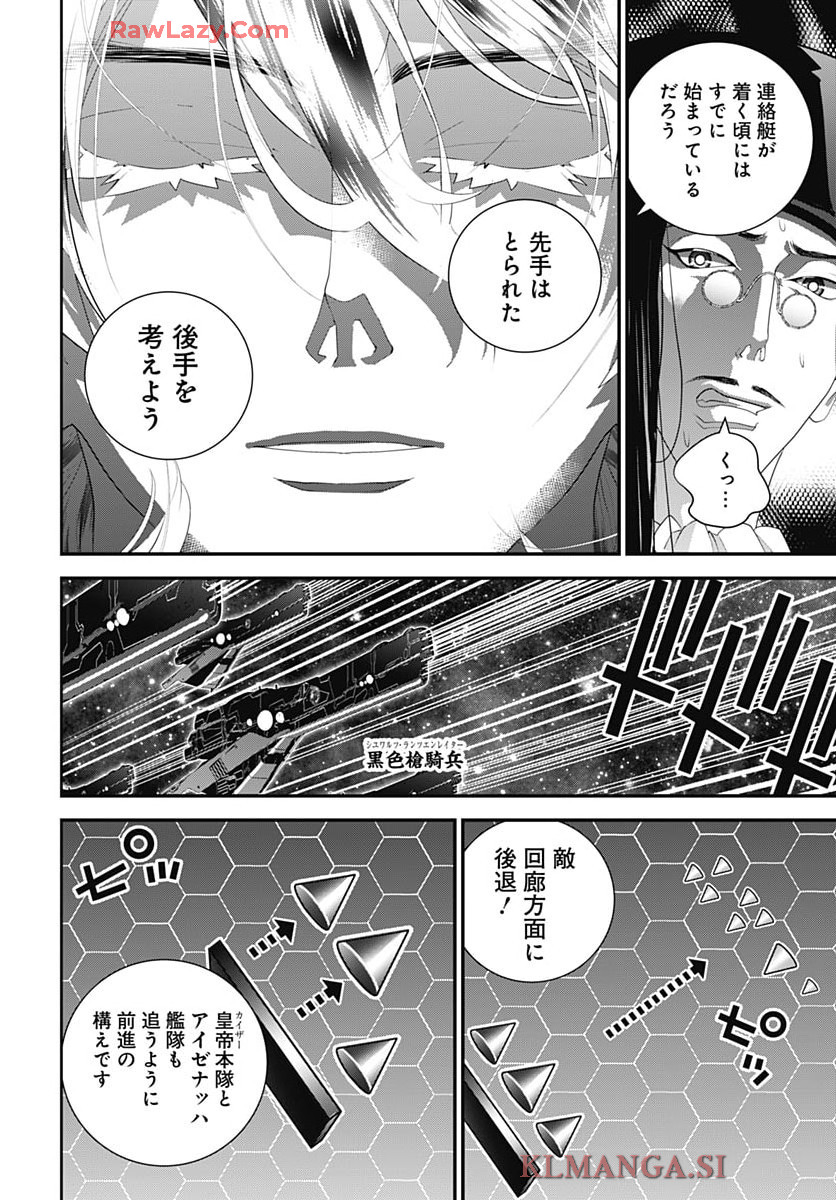 RawLazy.Com
連絡艇が
着く頃には
すでに
始まっている
だろう
くっ…
先手は
とられた
後手を
考えよう
ドドドド
シュワルツ・ランツェンレイター
黒色槍騎兵
敵
回廊方面に
後退!
ピッ
ピッ
カイザー
皇帝本隊と
アイゼナッハ
艦隊も
追うように
前進の
構えです
KLMANGA.SI